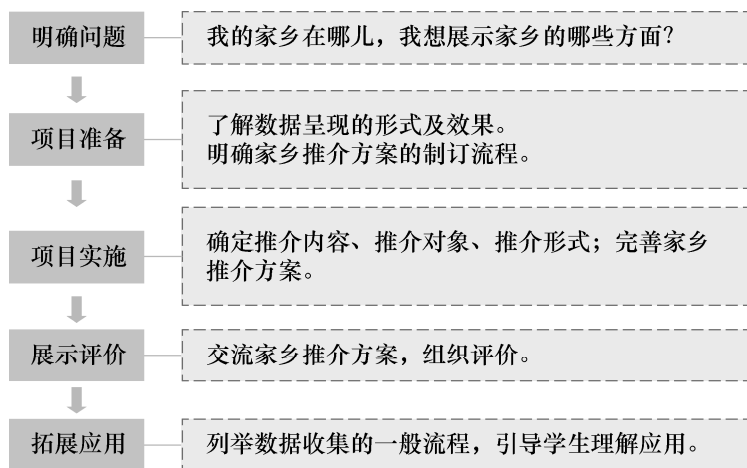 明确问题
我的家乡在哪儿，我想展示家乡的哪些方面？
项目准备
了解数据呈现的形式及效果。
明确家乡推介方案的制订流程。
项目实施
确定推介内容、推介对象、推介形式；完善家乡
推介方案。
展示评价
交流家乡推介方案，组织评价。
拓展应用
列举数据收集的一般流程，引导学生理解应用。